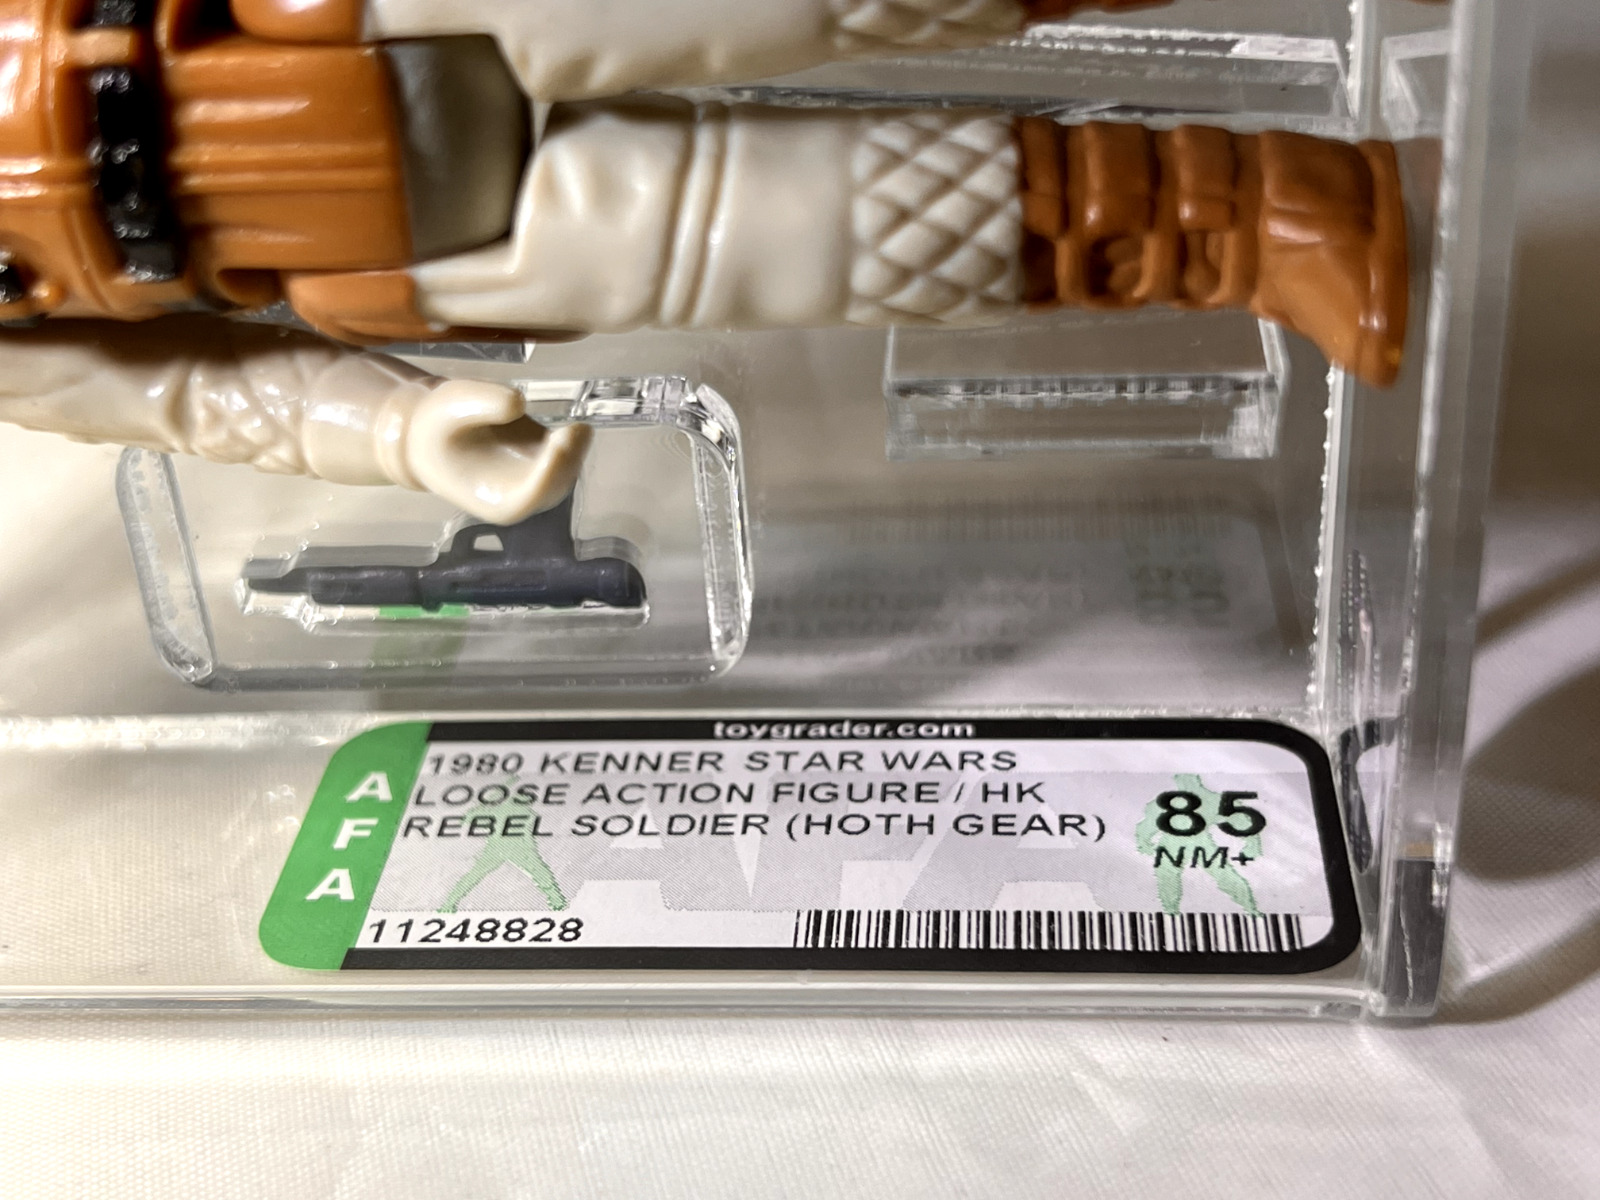 toygrader.com
AFA
1980 KENNER STAR WARS
LOOSE ACTION FIGURE / HK
REBEL SOLDIER (HOTH GEAR)
85
NM+
11248828